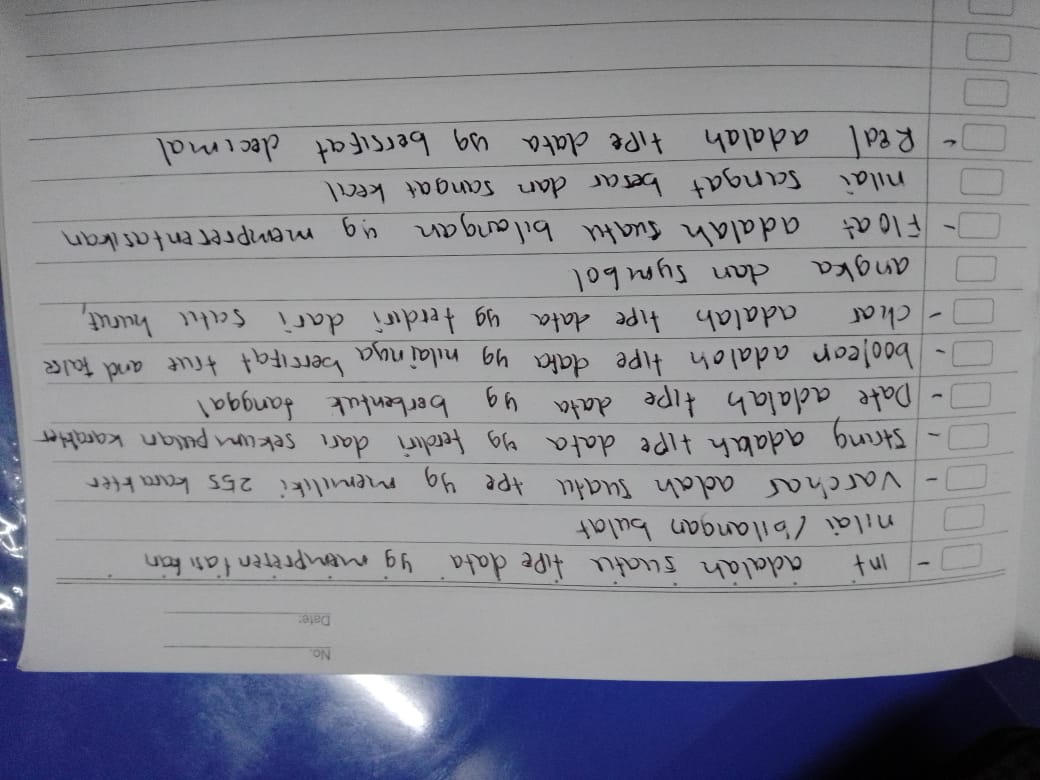 No.
Date:
- int adalah suatu tipe data yg mempresentasikan
nilai / bilangan bulat
- Varchar adah suatu tpe yg memiliki 255 karakter
- String adalah tipe data yg terdiri dari sekumpulan karakter
- Date adalah tipe data yg berbentuk tanggal
- boolean adalah tipe data yg nilainya bersifat true and false
- char adalah tipe data yg terdiri dari satu huruf,
angka dan symbol
- Float adalah suatu bilangan yg mempresentasikan
nilai sangat besar dan sangat kecil
- Real adalah tipe data yg bersifat decimal